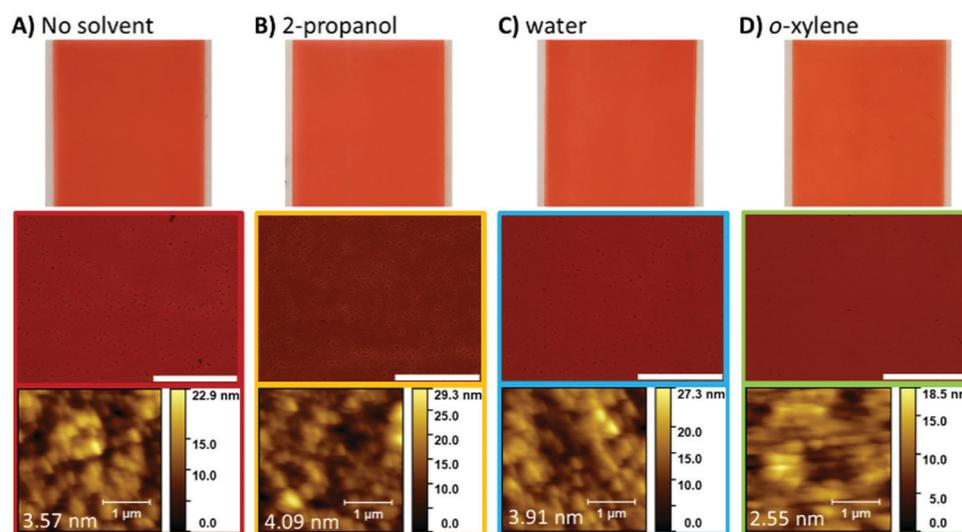 A) No solvent
B) 2-propanol
C) water
D) o-xylene
22.9 nm
15.0
10.0
0.0
1 µm
3.57 nm
29.3 nm
25.0
20.0
15.0
10.0
0.0
1 µm
4.09 nm
27.3 nm
20.0
15.0
10.0
0.0
1 µm
3.91 nm
18.5 nm
15.0
10.0
5.0
0.0
1 µm
2.55 nm